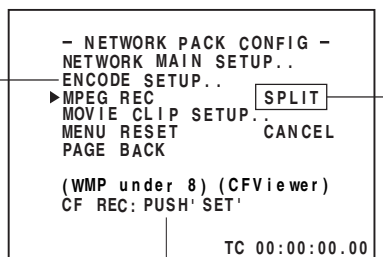 – NETWORK PACK CONFIG –
NETWORK MAIN SETUP..
ENCODE SETUP..
▶MPEG REC SPLIT
MOVIE CLIP SETUP..
MENU RESET CANCEL
PAGE BACK
(WMP under 8) (CFViewer)
CF REC: PUSH' SET'
TC 00:00:00.00